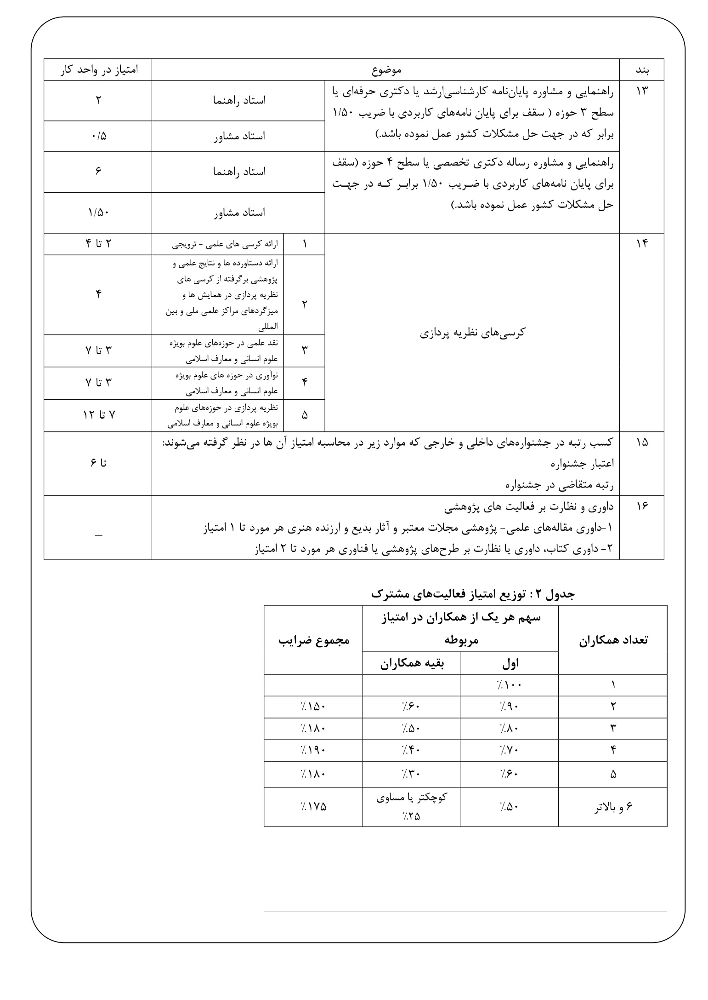 بند موضوع امتیاز در واحد کار
۱۳
راهنمایی و مشاوره پایان‌نامه کارشناسی‌ارشد یا دکتری حرفه‌ای یا
سطح ۳ حوزه ( سقف برای پایان نامه‌های کاربردی با ضریب ۱/۵۰
برابر که در جهت حل مشکلات کشور عمل نموده باشد.)
استاد راهنما ۲
استاد مشاور ۰/۵
راهنمایی و مشاوره رساله دکتری تخصصی یا سطح ۴ حوزه (سقف
برای پایان نامه‌های کاربردی با ضریب ۱/۵۰ برابر که در جهت
حل مشکلات کشور عمل نموده باشد.)
استاد راهنما ۶
استاد مشاور ۱/۵۰
۱۴
کرسی‌های نظریه پردازی
۱ ارائه کرسی های علمی - ترویجی ۲ تا ۴
۲
ارائه دستاورده ها و نتایج علمی و
پژوهشی برگرفته از کرسی های
نظریه پردازی در همایش ها و
میزگردهای مراکز علمی ملی و بین
المللی
۴
۳
نقد علمی در حوزه‌های علوم بویژه
علوم انسانی و معارف اسلامی
۳ تا ۷
۴
نوآوری در حوزه های علوم بویژه
علوم انسانی و معارف اسلامی
۳ تا ۷
۵
نظریه پردازی در حوزه‌های علوم
بویژه علوم انسانی و معارف اسلامی
۷ تا ۱۲
۱۵
کسب رتبه در جشنواره‌های داخلی و خارجی که موارد زیر در محاسبه امتیاز آن ها در نظر گرفته می‌شوند:
اعتبار جشنواره
رتبه متقاضی در جشنواره
تا ۶
۱۶
داوری و نظارت بر فعالیت های پژوهشی
۱-داوری مقاله‌های علمی- پژوهشی مجلات معتبر و آثار بدیع و ارزنده هنری هر مورد تا ۱ امتیاز
۲- داوری کتاب، داوری یا نظارت بر طرح‌های پژوهشی یا فناوری هر مورد تا ۲ امتیاز
_
جدول ۲ : توزیع امتیاز فعالیت‌های مشترک
تعداد همکاران
سهم هر یک از همکاران در امتیاز
مربوطه
مجموع ضرایب
اول بقیه همکاران
۱ ٪۱۰۰ _ _
۲ ٪۹۰ ٪۶۰ ٪۱۵۰
۳ ٪۸۰ ٪۵۰ ٪۱۸۰
۴ ٪۷۰ ٪۴۰ ٪۱۹۰
۵ ٪۶۰ ٪۳۰ ٪۱۸۰
۶ و بالاتر ٪۵۰
کوچکتر یا مساوی
٪۲۵
٪۱۷۵